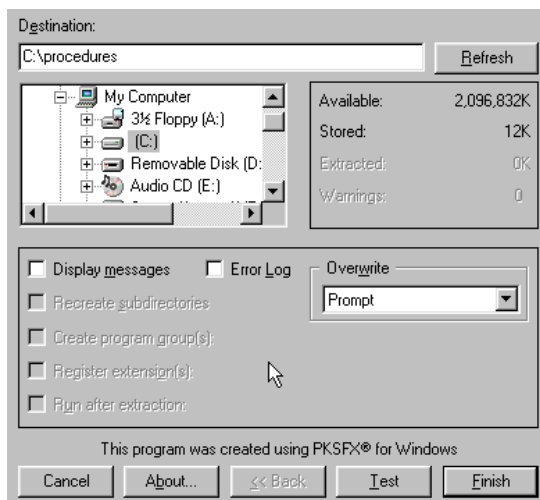 Destination:
C:\procedures
Refresh
My Computer
3½ Floppy (A:)
(C:)
Removable Disk (D:
Audio CD (E:)
Available: 2,096,832K
Stored: 12K
Extracted: 0K
Warnings: 0
Display messages
Error Log
Overwrite
Prompt
Recreate subdirectories
Create program group(s):
Register extension(s):
Run after extraction:
This program was created using PKSFX® for Windows
Cancel
About...
<< Back
Test
Finish